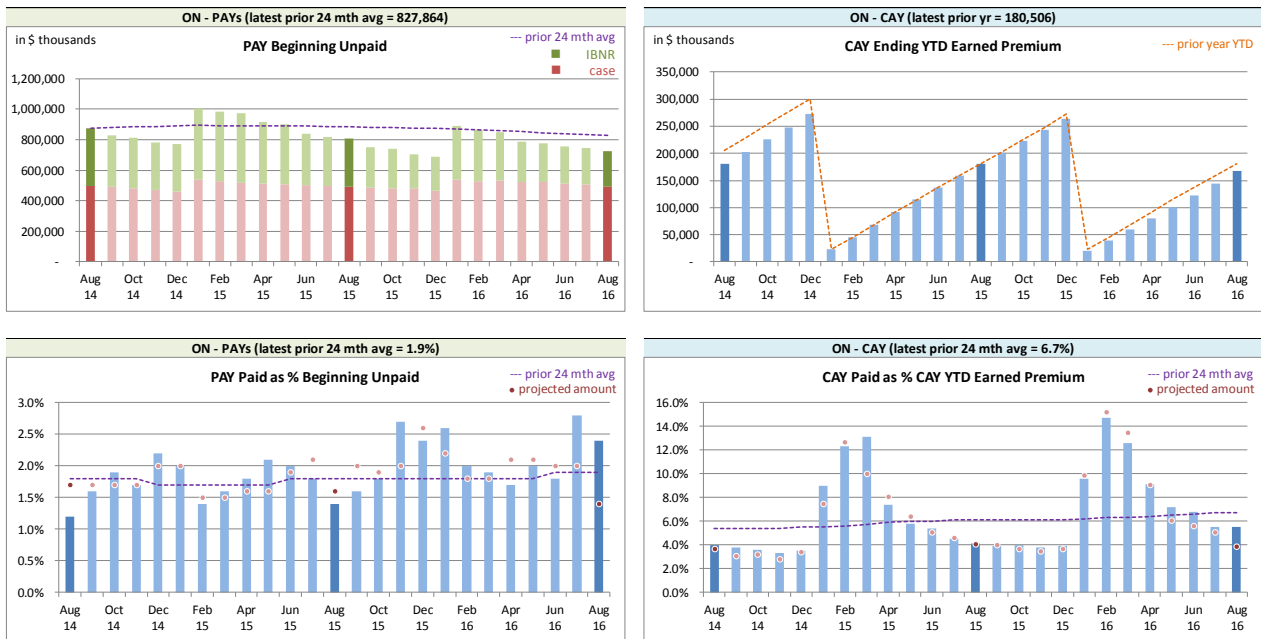 ON - PAYs (latest prior 24 mth avg = 827,864)
in $ thousands
PAY Beginning Unpaid
--- prior 24 mth avg
IBNR
case
1,200,000
1,000,000
800,000
600,000
400,000
200,000
-
Aug Oct Dec Feb Apr Jun Aug Oct Dec Feb Apr Jun Aug
14 14 14 15 15 15 15 15 15 16 16 16 16
ON - CAY (latest prior yr = 180,506)
in $ thousands
CAY Ending YTD Earned Premium
--- prior year YTD
350,000
300,000
250,000
200,000
150,000
100,000
50,000
-
Aug Oct Dec Feb Apr Jun Aug Oct Dec Feb Apr Jun Aug
14 14 14 15 15 15 15 15 15 16 16 16 16
ON - PAYs (latest prior 24 mth avg = 1.9%)
PAY Paid as % Beginning Unpaid
--- prior 24 mth avg
projected amount
3.0%
2.5%
2.0%
1.5%
1.0%
0.5%
0.0%
Aug Oct Dec Feb Apr Jun Aug Oct Dec Feb Apr Jun Aug
14 14 14 15 15 15 15 15 15 16 16 16 16
ON - CAY (latest prior 24 mth avg = 6.7%)
CAY Paid as % CAY YTD Earned Premium
--- prior 24 mth avg
projected amount
16.0%
14.0%
12.0%
10.0%
8.0%
6.0%
4.0%
2.0%
0.0%
Aug Oct Dec Feb Apr Jun Aug Oct Dec Feb Apr Jun Aug
14 14 14 15 15 15 15 15 15 16 16 16 16